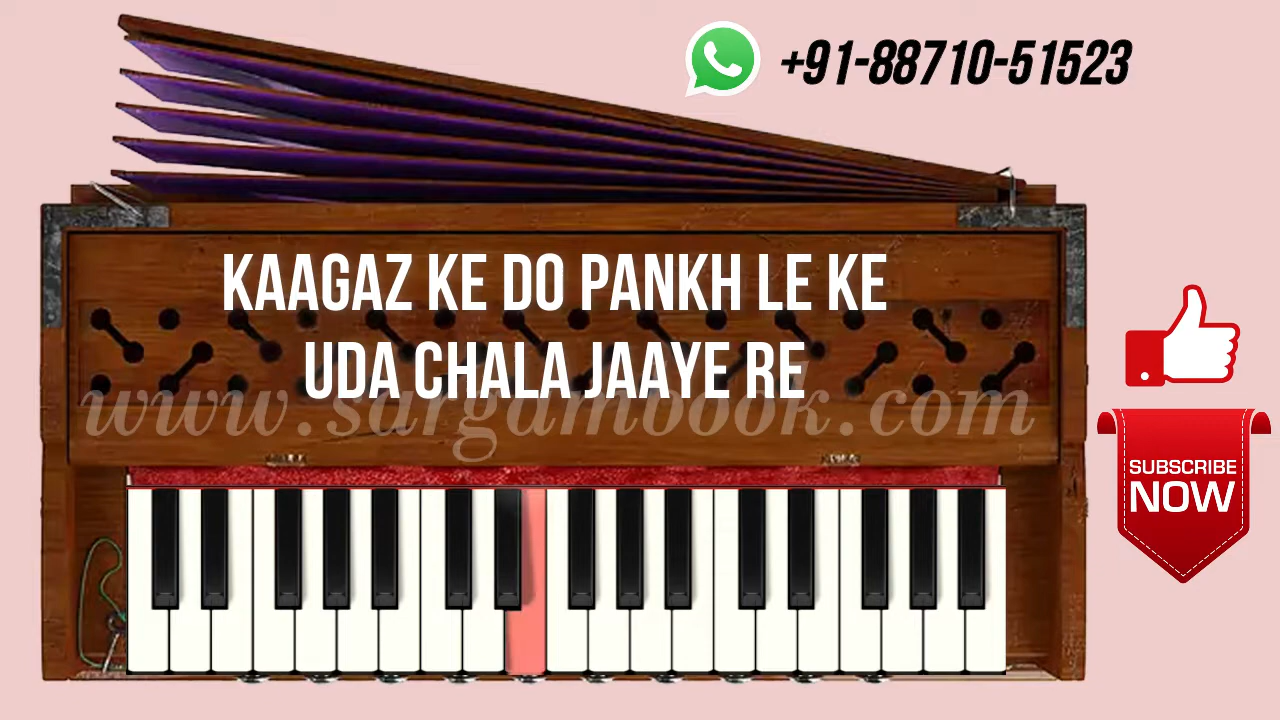 +91-88710-51523
KAAGAZ KE DO PANKH LE KE
UDA CHALA JAAYE RE
www.sargambook.com
SUBSCRIBE
NOW